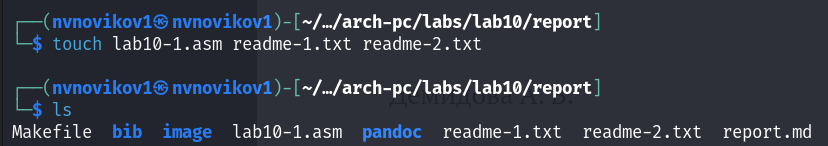 ┌──(nvnovikov1㉿nvnovikov1)-[~/…/arch-pc/labs/lab10/report]
└─$ touch lab10-1.asm readme-1.txt readme-2.txt
┌──(nvnovikov1㉿nvnovikov1)-[~/…/arch-pc/labs/lab10/report]
Демидова А. В.
└─$ ls
Makefile bib image lab10-1.asm pandoc readme-1.txt readme-2.txt report.md